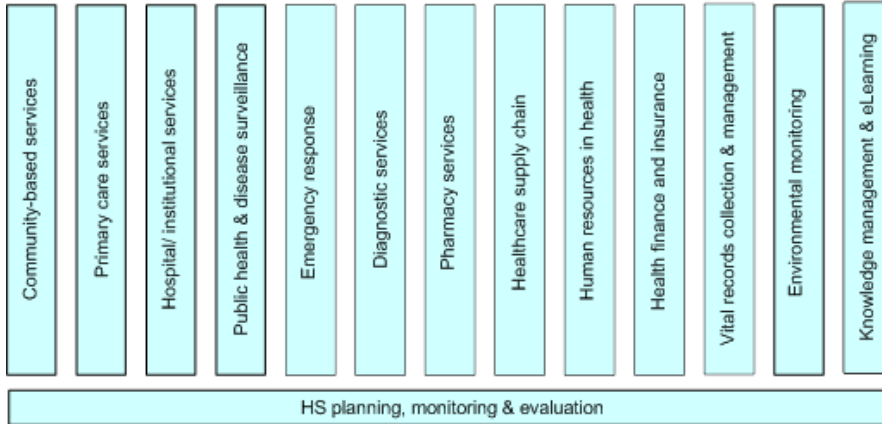 Community-based services
Primary care services
Hospital/ institutional services
Public health & disease surveillance
Emergency response
Diagnostic services
Pharmacy services
Healthcare supply chain
Human resources in health
Health finance and insurance
Vital records collection & management
Environmental monitoring
Knowledge management & eLearning
HS planning, monitoring & evaluation